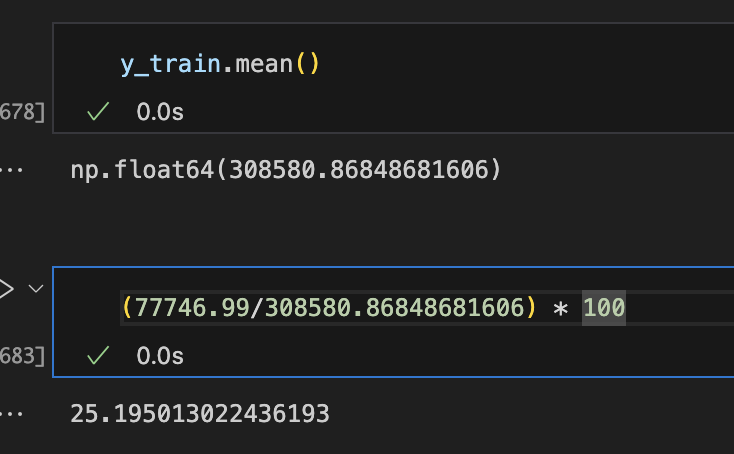 y_train.mean()
678]
0.0s
np.float64(308580.86848681606)
(77746.99/308580.86848681606) * 100
683]
0.0s
25.195013022436193